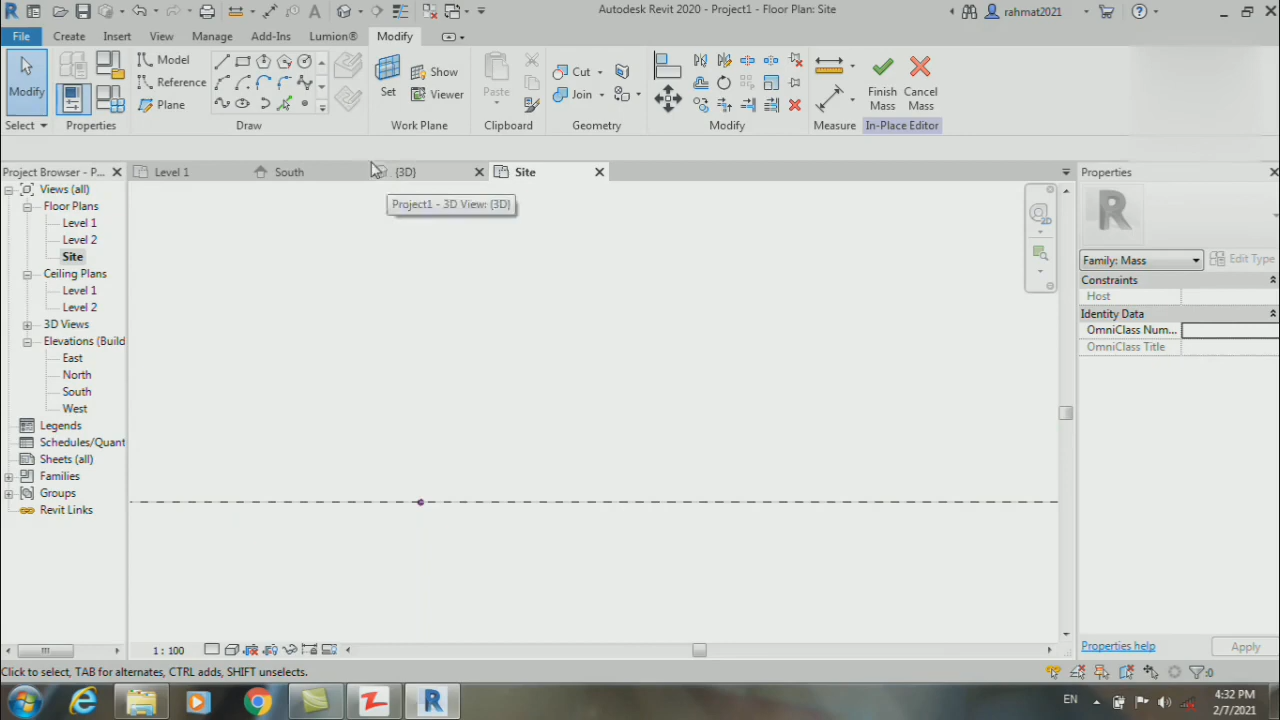 Autodesk Revit 2020 - Project1 - Floor Plan: Site
rahmat2021
File Create Insert View Manage Add-Ins Lumion® Modify
Modify
Select
Properties
Model
Reference
Plane
Draw
Set
Show
Viewer
Work Plane
Paste
Clipboard
Cut
Join
Geometry
Modify
Measure
Finish Mass
Cancel Mass
In-Place Editor
Project Browser - P...
Level 1
South
{3D}
Site
Properties
Project1 - 3D View: {3D}
Views (all)
Floor Plans
Level 1
Level 2
Site
Ceiling Plans
Level 1
Level 2
3D Views
Elevations (Build
East
North
South
West
Legends
Schedules/Quant
Sheets (all)
Families
Groups
Revit Links
2D
R
Family: Mass
Edit Type
Constraints
Host
Identity Data
OmniClass Num...
OmniClass Title
Properties help
Apply
1 : 100
Click to select, TAB for alternates, CTRL adds, SHIFT unselects.
:0
EN
4:32 PM
2/7/2021